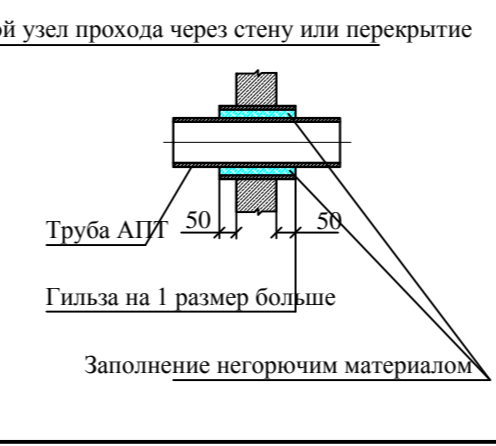 узел прохода через стену или перекрытие
Труба АПТ
50
50
Гильза на 1 размер больше
Заполнение негорючим материалом